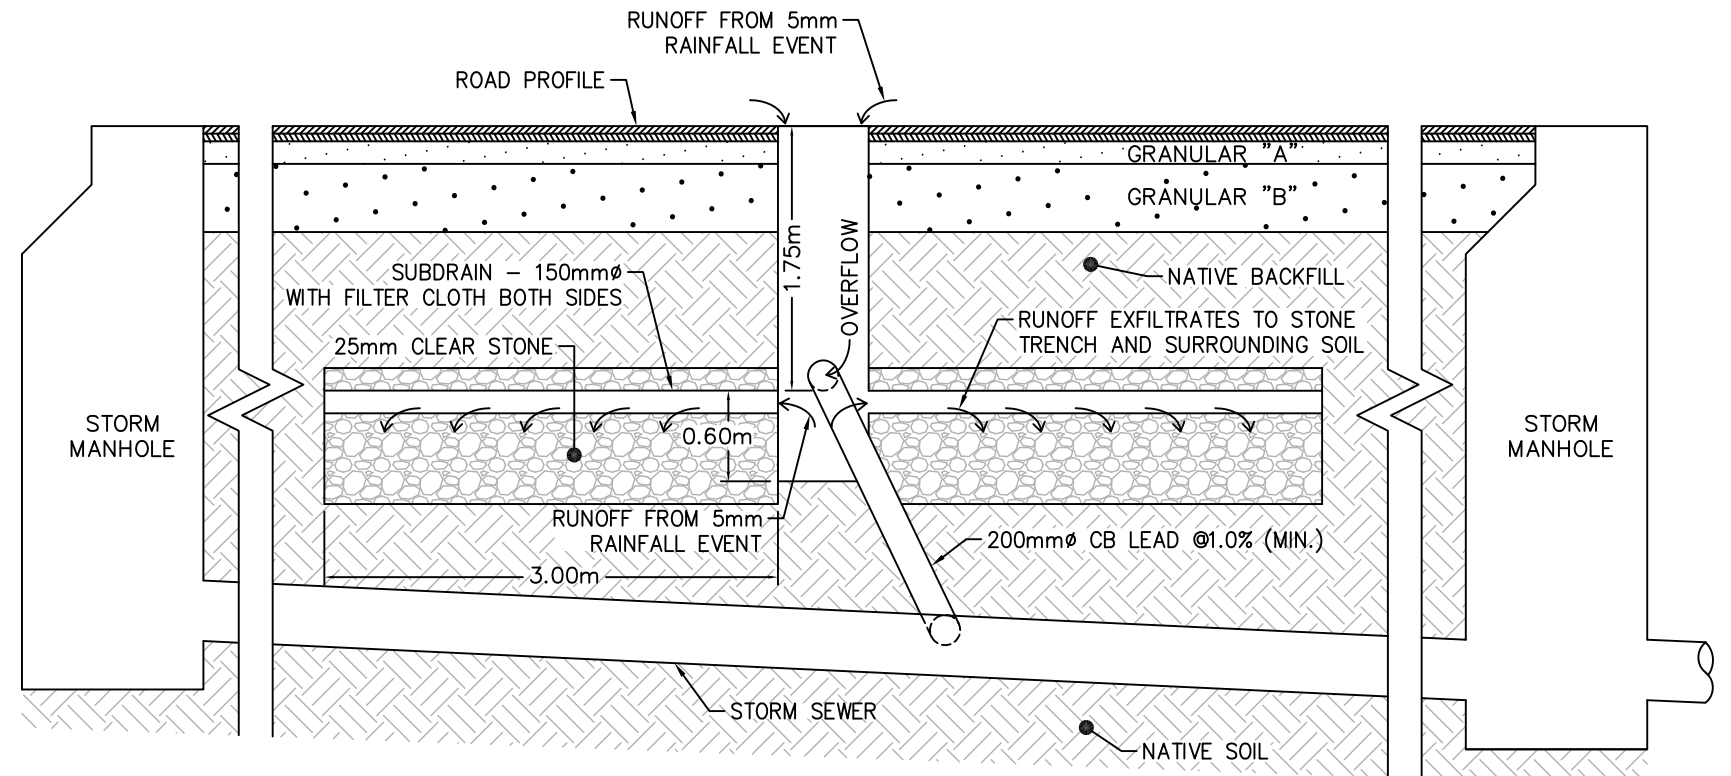 RUNOFF FROM 5mm
RAINFALL EVENT
ROAD PROFILE
GRANULAR "A"
GRANULAR "B"
1.75m
OVERFLOW
SUBDRAIN - 150mmø
WITH FILTER CLOTH BOTH SIDES
NATIVE BACKFILL
25mm CLEAR STONE
RUNOFF EXFILTRATES TO STONE
TRENCH AND SURROUNDING SOIL
STORM
MANHOLE
0.60m
STORM
MANHOLE
RUNOFF FROM 5mm
RAINFALL EVENT
200mmø CB LEAD @1.0% (MIN.)
3.00m
STORM SEWER
NATIVE SOIL